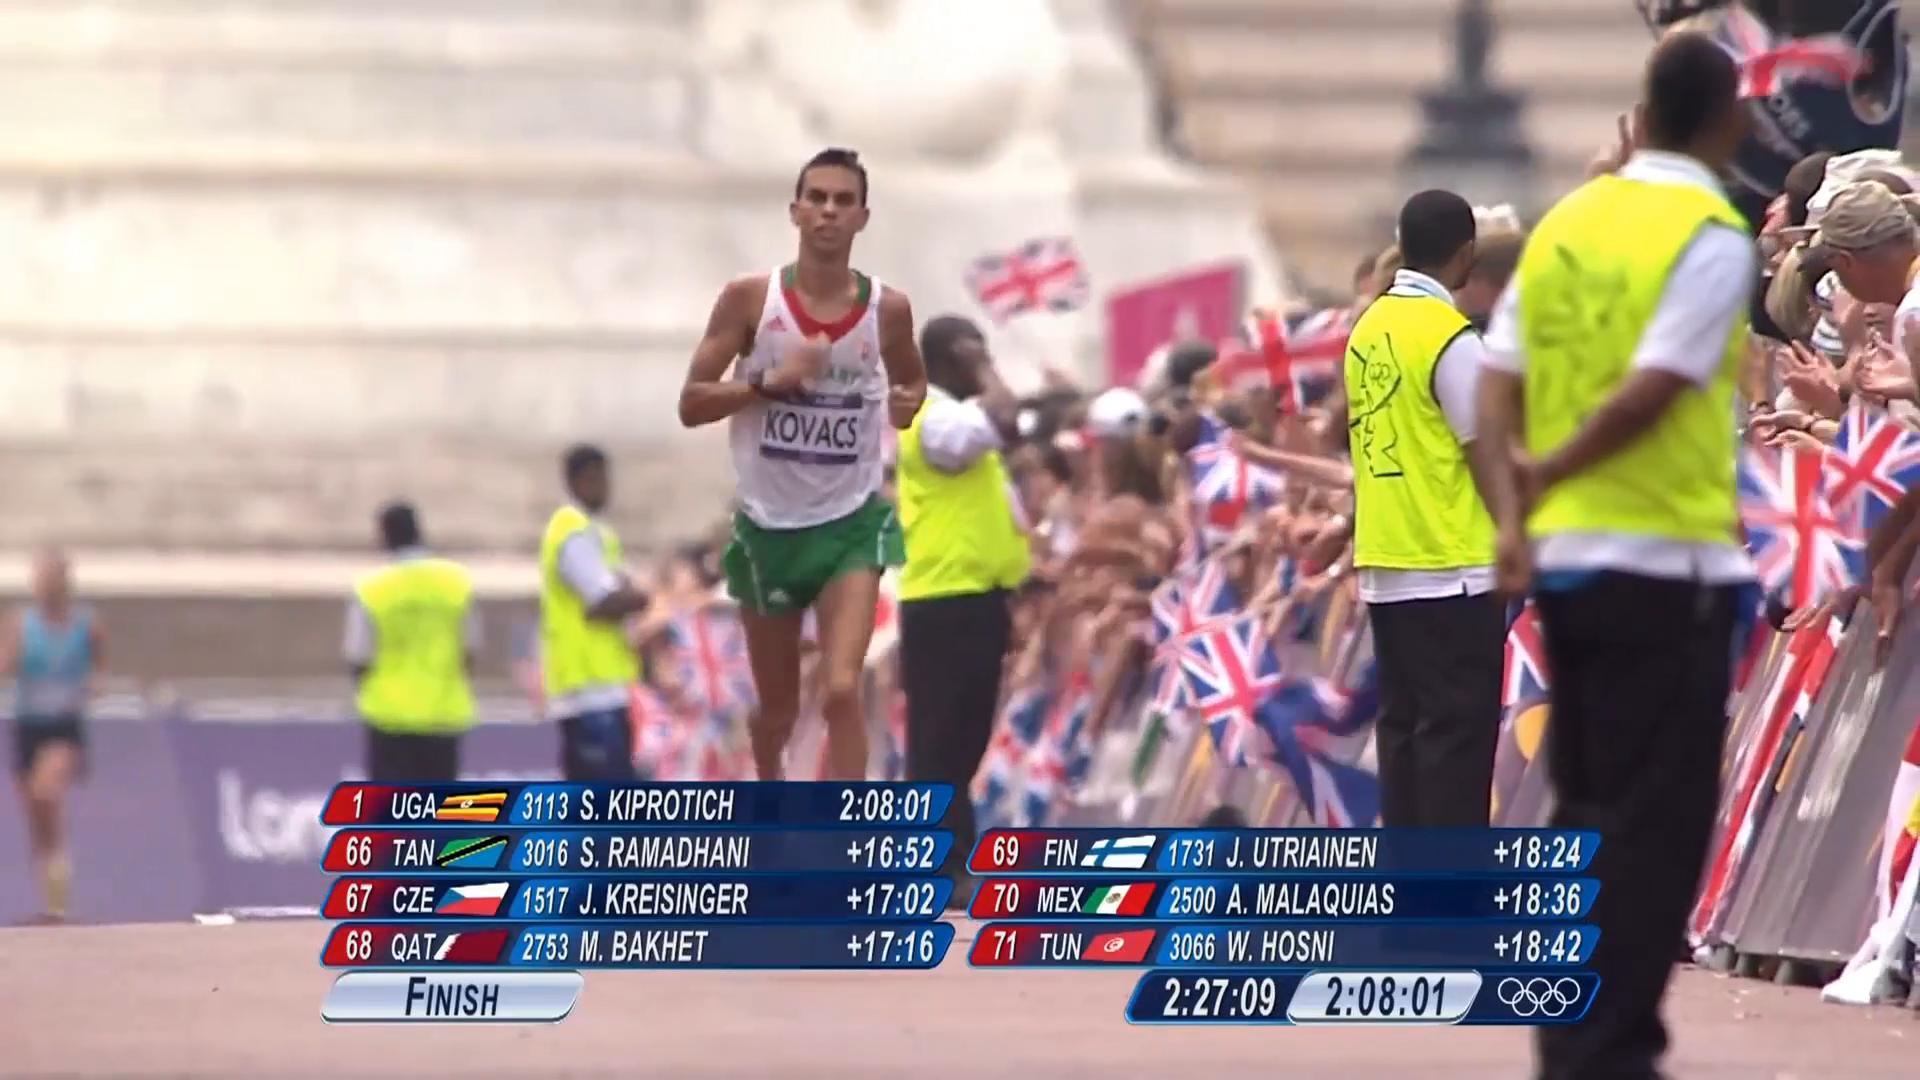 KOVACS
1 UGA 3113 S. KIPROTICH 2:08:01
66 TAN 3016 S. RAMADHANI +16:52
67 CZE 1517 J. KREISINGER +17:02
68 QAT 2753 M. BAKHET +17:16
69 FIN 1731 J. UTRIAINEN +18:24
70 MEX 2500 A. MALAQUIAS +18:36
71 TUN 3066 W. HOSNI +18:42
FINISH
2:27:09 2:08:01